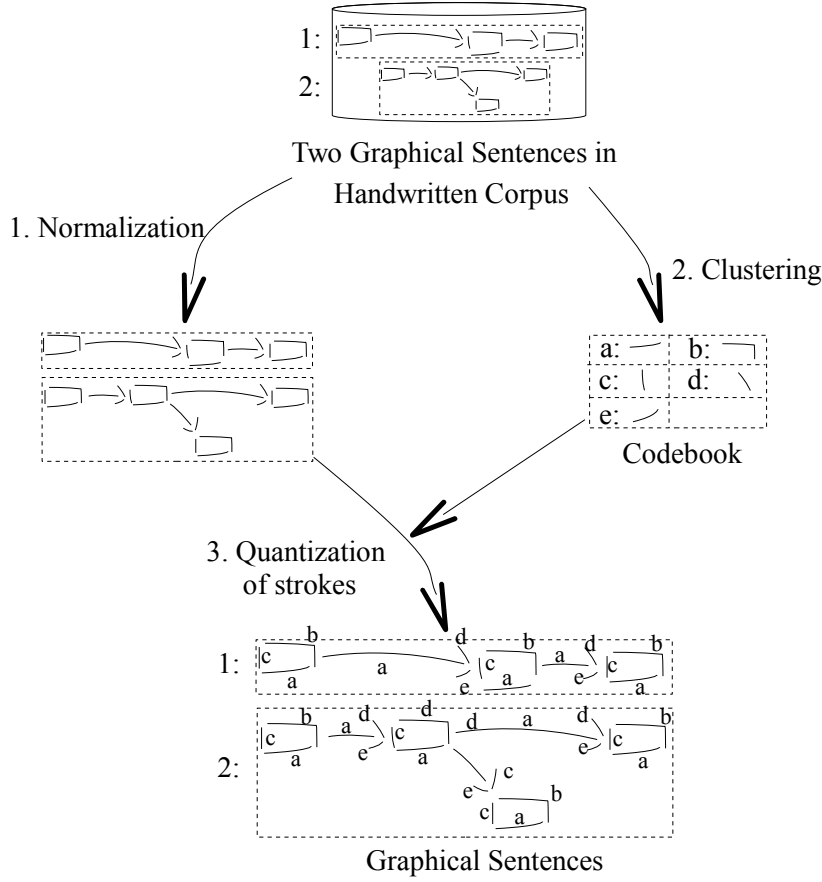 1:
2:
Two Graphical Sentences in
Handwritten Corpus
1. Normalization
2. Clustering
a: b:
c: d:
e:
Codebook
3. Quantization
of strokes
b d b d b
1: c a a e c a a e c a
b a d d d a d b
c a e c a e c a
2: e c
c a b
Graphical Sentences